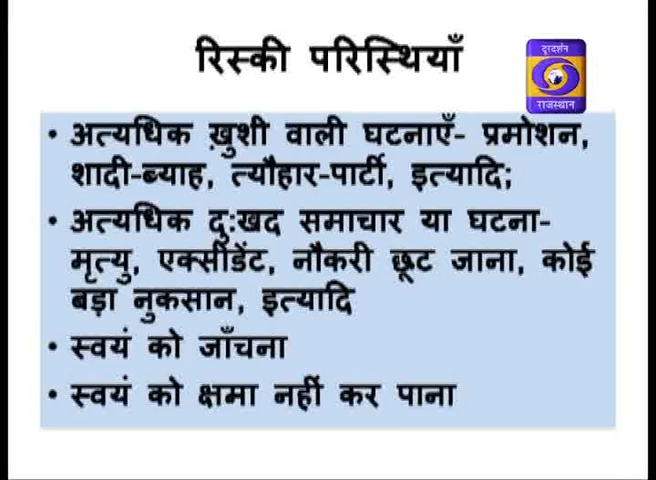 रिस्की परिस्थियाँ
दूरदर्शन
राजस्थान
• अत्यधिक ख़ुशी वाली घटनाएँ- प्रमोशन,
शादी-ब्याह, त्यौहार-पार्टी, इत्यादि;
• अत्यधिक दु:खद समाचार या घटना-
मृत्यु, एक्सीडेंट, नौकरी छूट जाना, कोई
बड़ा नुकसान, इत्यादि
• स्वयं को जाँचना
• स्वयं को क्षमा नहीं कर पाना